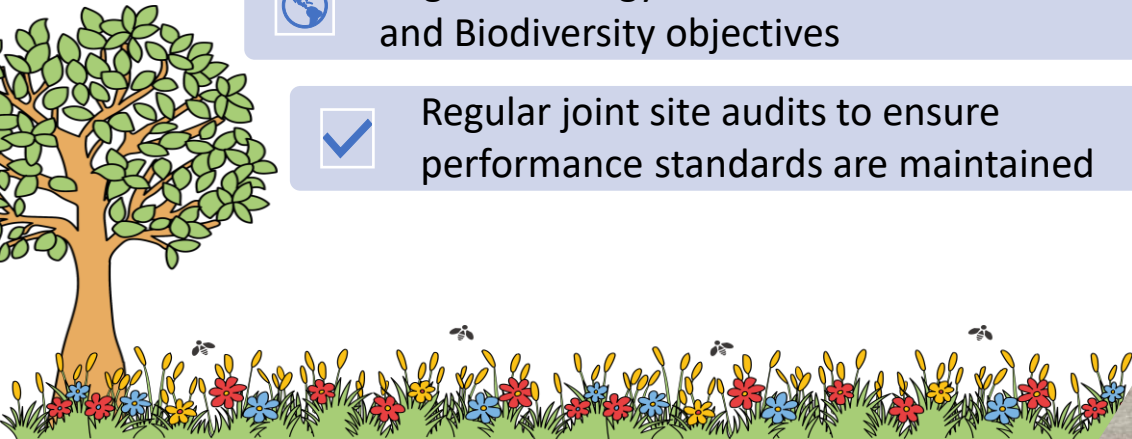 and Biodiversity objectives
Regular joint site audits to ensure
performance standards are maintained